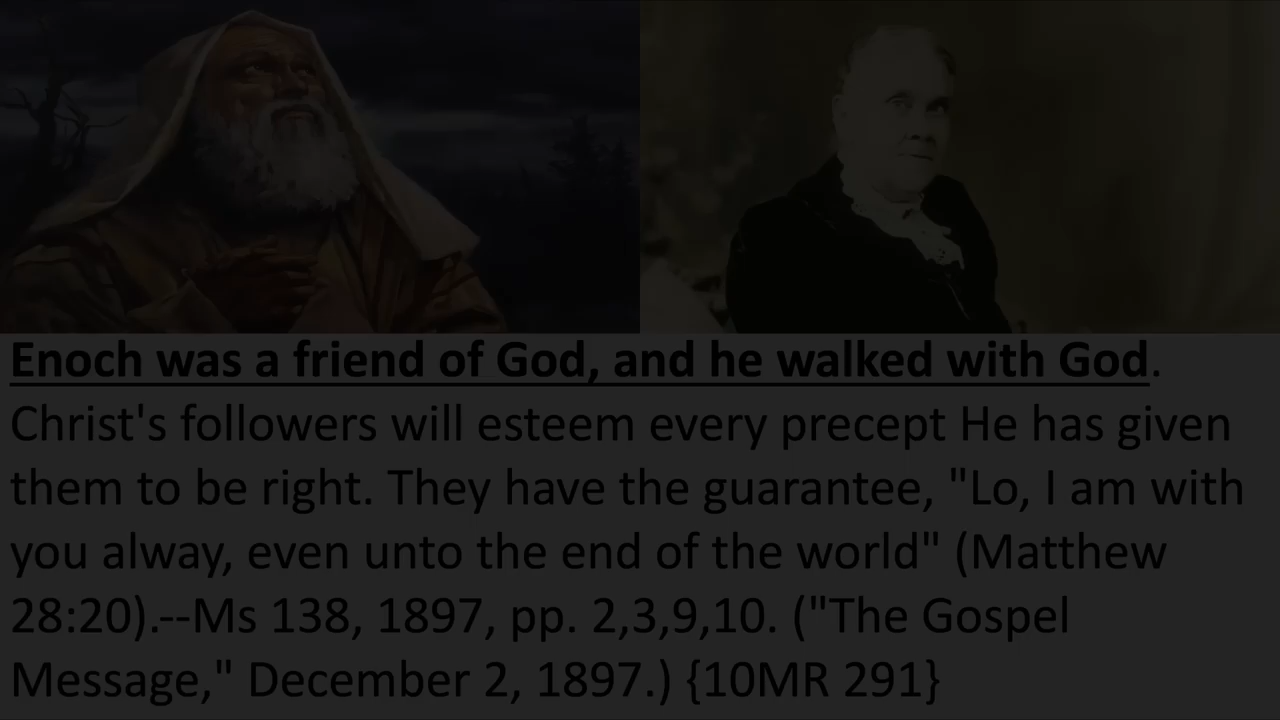 Enoch was a friend of God, and he walked with God.
Christ's followers will esteem every precept He has given
them to be right. They have the guarantee, "Lo, I am with
you alway, even unto the end of the world" (Matthew
28:20).--Ms 138, 1897, pp. 2,3,9,10. ("The Gospel
Message," December 2, 1897.) {10MR 291}